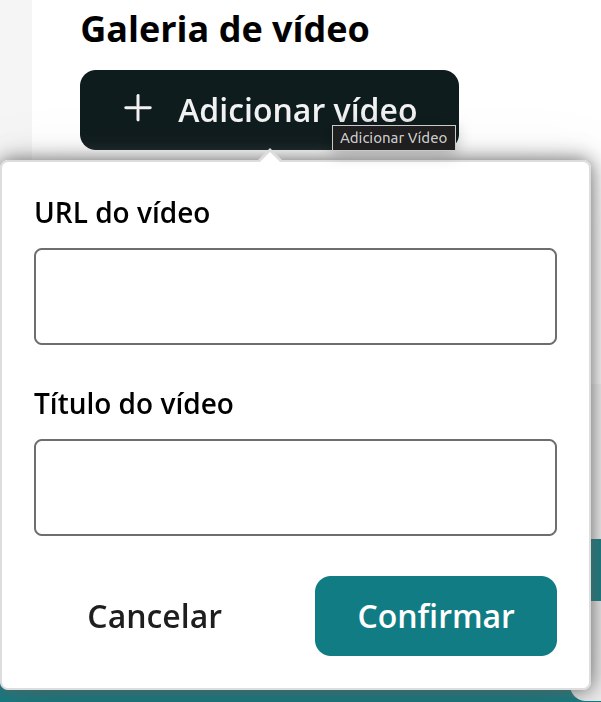 Galeria de vídeo
Adicionar vídeo
Adicionar Vídeo
URL do vídeo
Título do vídeo
Cancelar
Confirmar